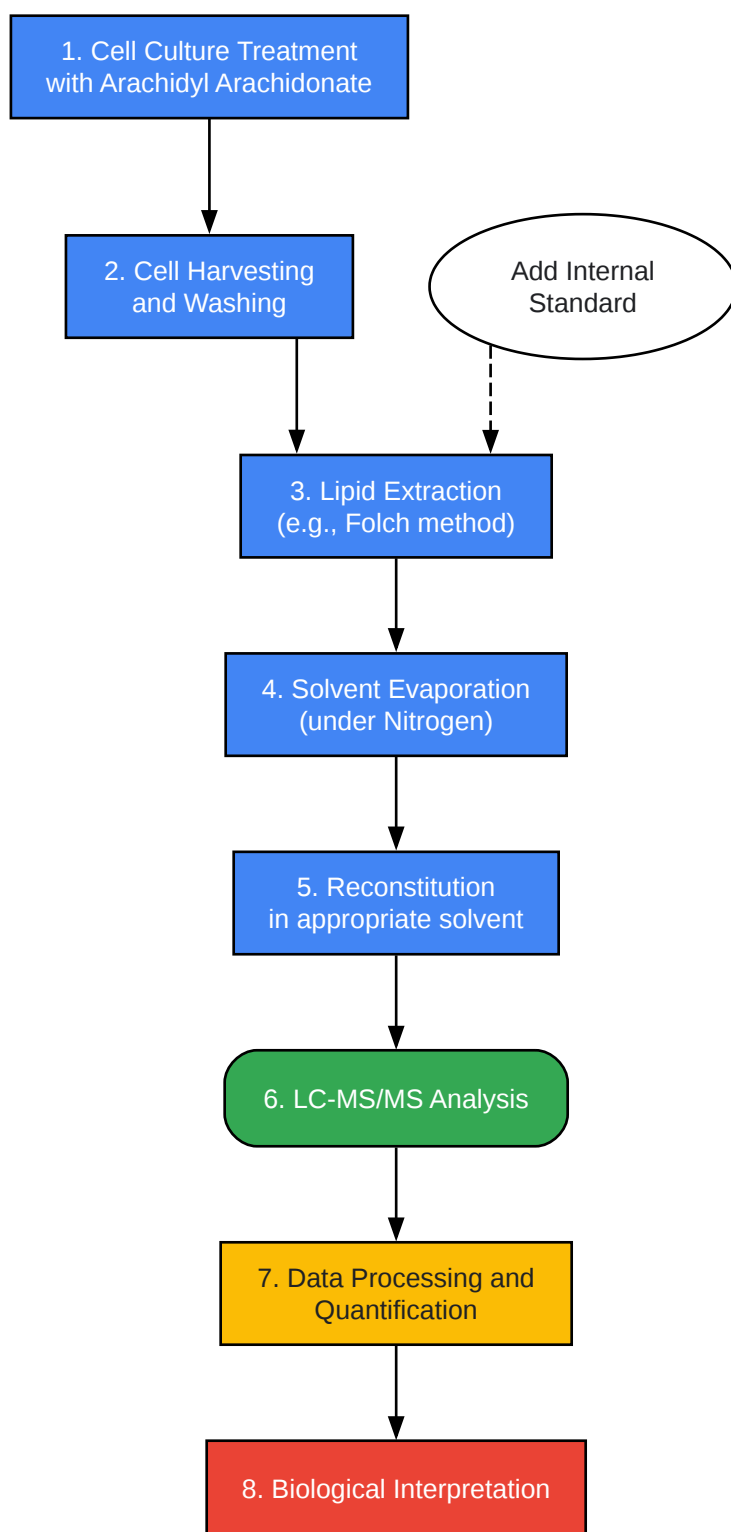 1. Cell Culture Treatment
with Arachidyl Arachidonate
2. Cell Harvesting
and Washing
Add Internal
Standard
3. Lipid Extraction
(e.g., Folch method)
4. Solvent Evaporation
(under Nitrogen)
5. Reconstitution
in appropriate solvent
6. LC-MS/MS Analysis
7. Data Processing and
Quantification
8. Biological Interpretation